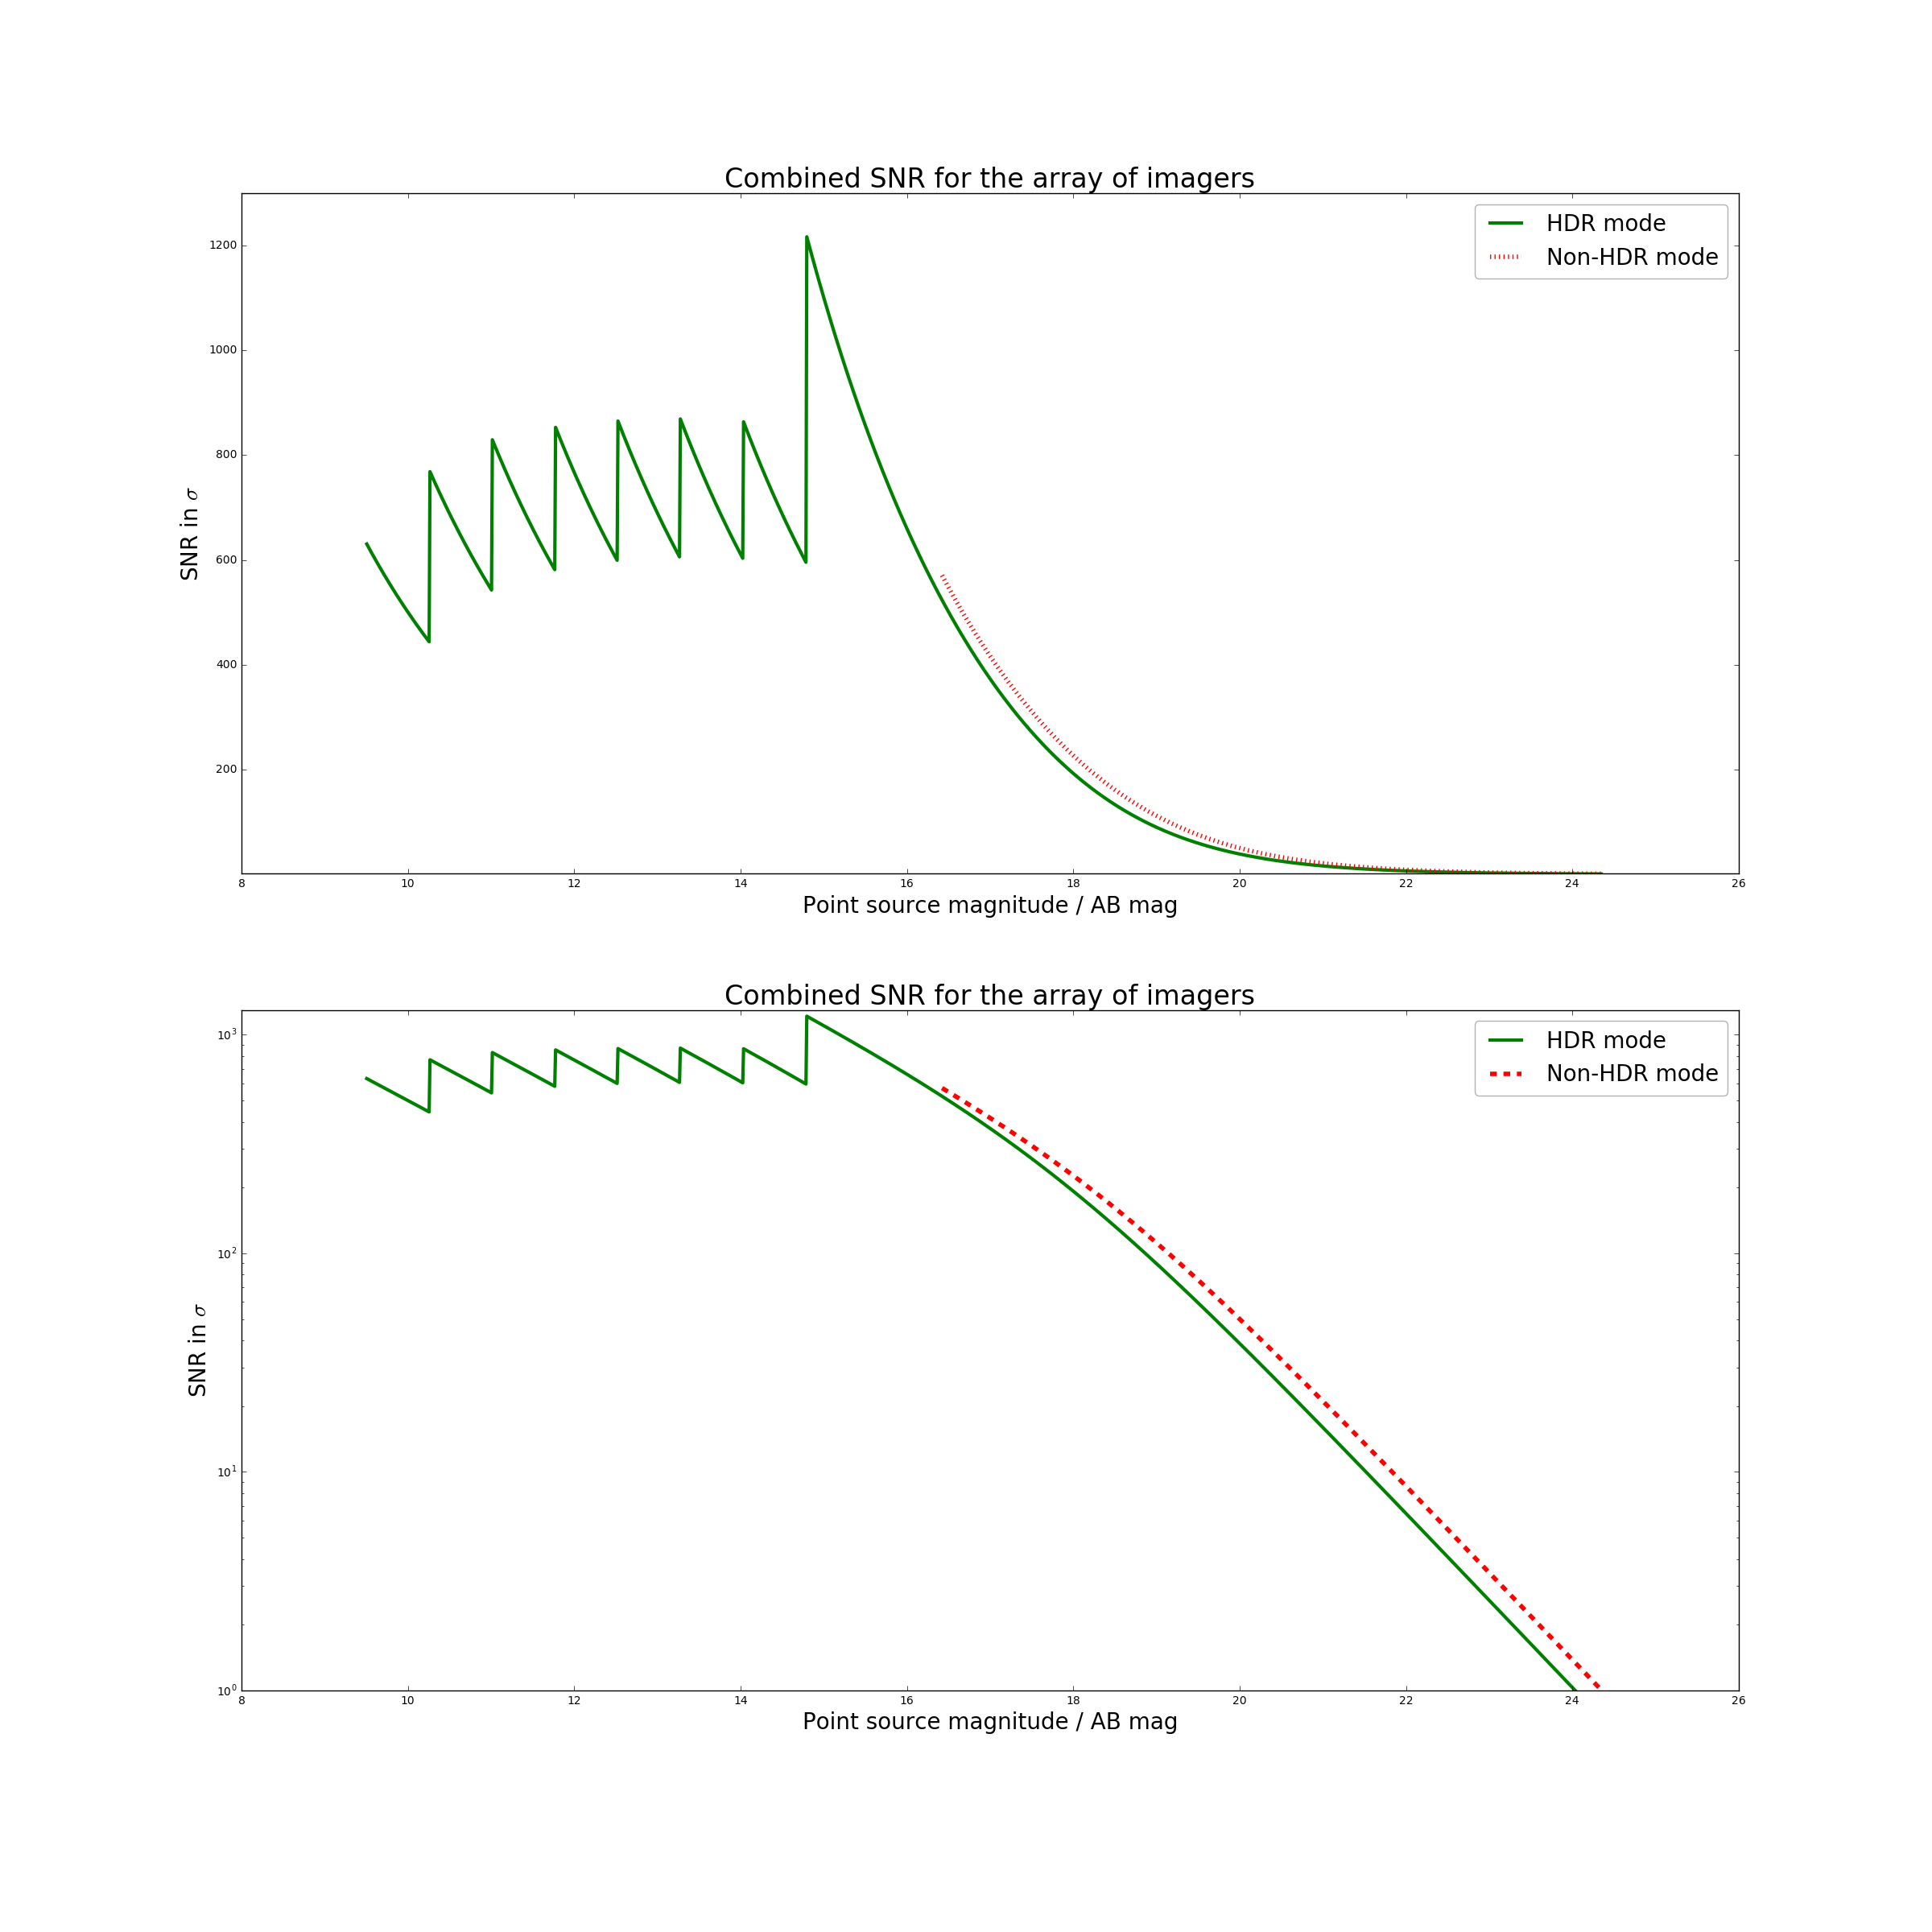 Combined SNR for the array of imagers
HDR mode
Non-HDR mode
1200
1000
800
600
400
200
SNR in σ
8 10 12 14 16 18 20 22 24 26
Point source magnitude / AB mag
Combined SNR for the array of imagers
HDR mode
Non-HDR mode
10³
10²
10¹
10⁰
SNR in σ
8 10 12 14 16 18 20 22 24 26
Point source magnitude / AB mag